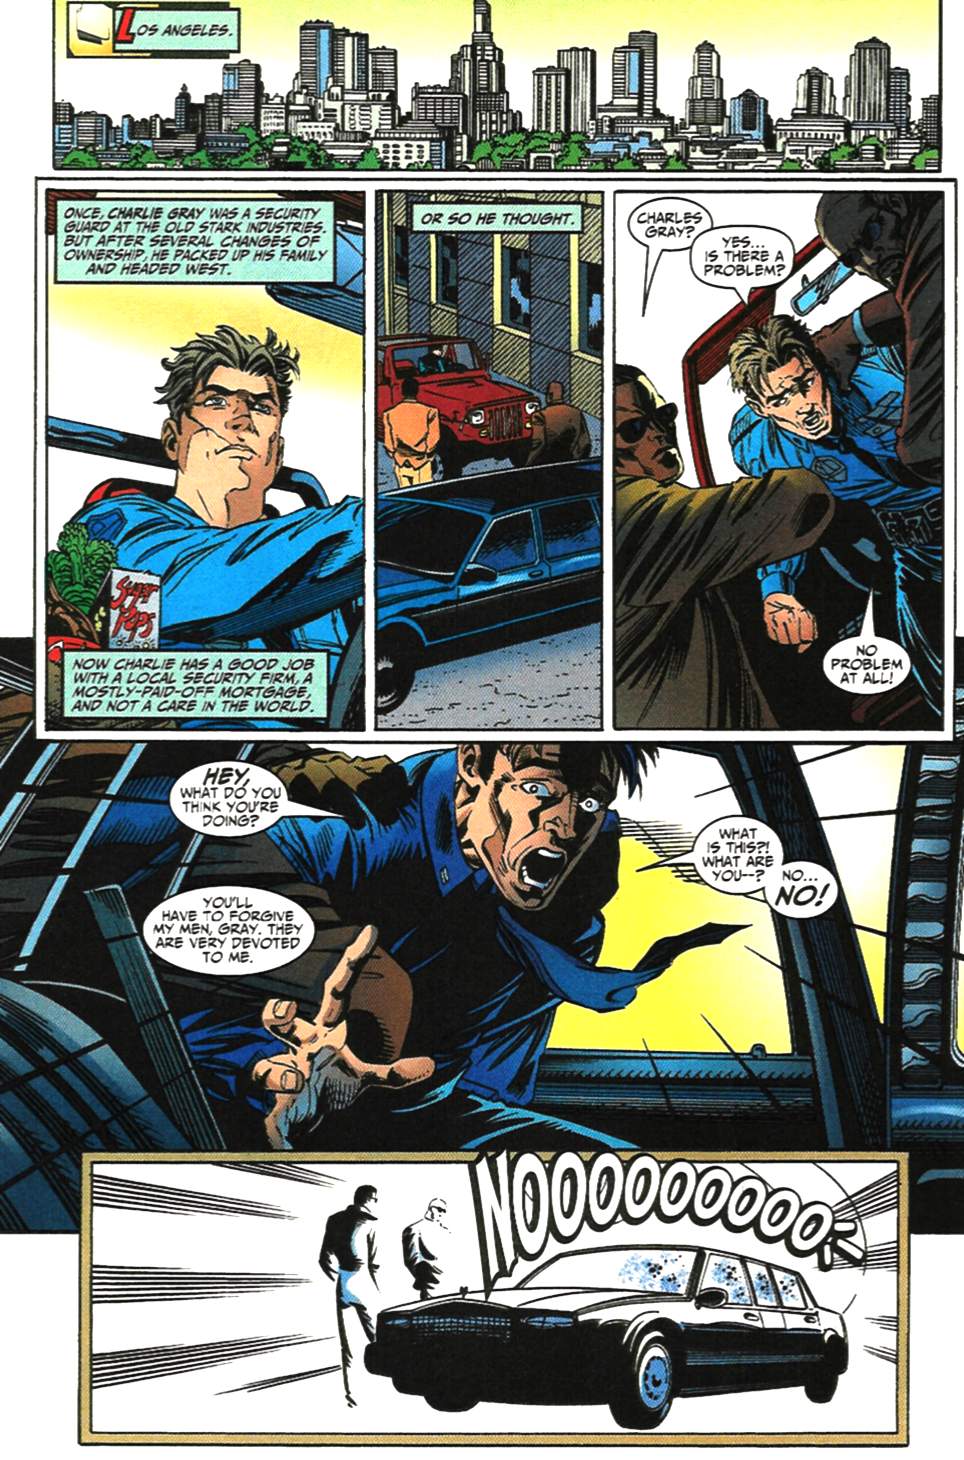 LOS ANGELES.
ONCE, CHARLIE GRAY WAS A SECURITY
GUARD AT THE OLD STARK INDUSTRIES.
BUT AFTER SEVERAL CHANGES OF
OWNERSHIP, HE PACKED UP HIS FAMILY
AND HEADED WEST.
Sugar
Pops
NOW CHARLIE HAS A GOOD JOB
WITH A LOCAL SECURITY FIRM, A
MOSTLY-PAID-OFF MORTGAGE,
AND NOT A CARE IN THE WORLD.
OR SO HE THOUGHT.
CHARLES
GRAY?
YES...
IS THERE A
PROBLEM?
NO
PROBLEM
AT ALL!
HEY,
WHAT DO YOU
THINK YOU'RE
DOING?
YOU'LL
HAVE TO FORGIVE
MY MEN, GRAY. THEY
ARE VERY DEVOTED
TO ME.
WHAT
IS THIS?!
WHAT ARE
YOU--?
NO...
NO!
NOOOOOOOOO